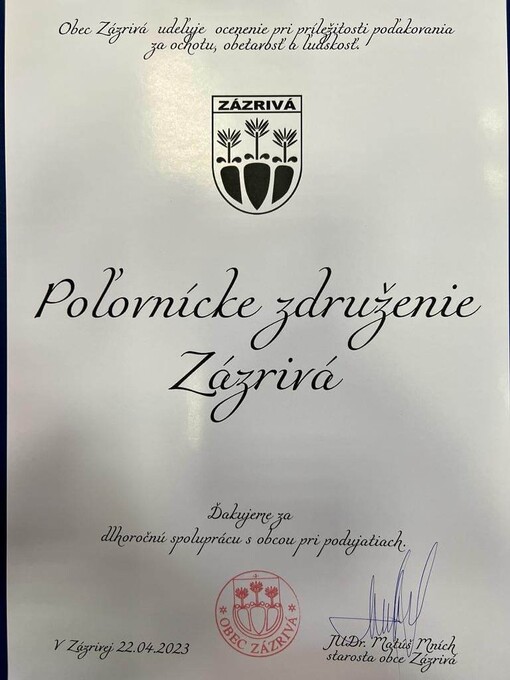 Obec Zázrivá udeľuje ocenenie pri príležitosti poďakovania
za ochotu, obetavosť a ľudskosť.
ZÁZRIVÁ
Poľovnícke združenie
Zázrivá
Ďakujeme za
dlhoročnú spoluprácu s obcou pri podujatiach.
OBEC ZÁZRIVÁ
V Zázrivej 22.04.2023
JUDr. Matúš Mních
starosta obce Zázrivá